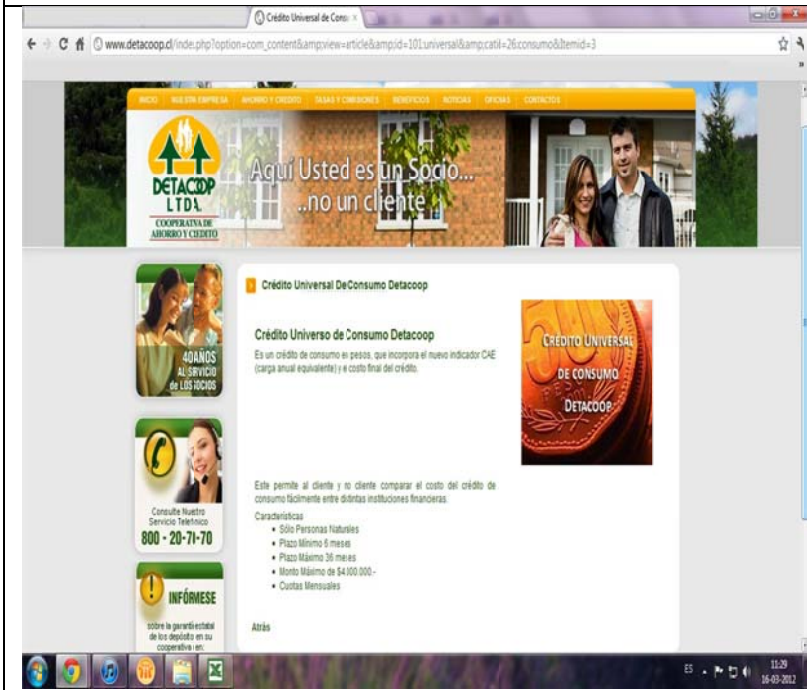 Crédito Universal de Cons
www.detacoop.cl/inde.php?option=com_content&amp;view=article&amp;id=101:universal&amp;catil=26:consumo&Itemid=3
INICIO NUESTRA EMPRESA AHORRO Y CREDITO TASAS Y COMISIONES BENEFICIOS NOTICIAS OFICINAS CONTACTOS
DETACOOP
LTDA.
COOPERATIVA DE
AHORRO Y CREDITO
Aquí Usted es un Socio...
..no un cliente
40 AÑOS
AL SERVICIO
de LOS SOCIOS
Consulte Nuestro
Servicio Telefónico
800 - 20-71-70
INFÓRMESE
sobre la garantía estatal
de los depósito en su
cooperativa en:
Crédito Universal DeConsumo Detacoop
Crédito Universo de Consumo Detacoop
Es un crédito de consumo en pesos, que incorpora el nuevo indicador CAE
(carga anual equivalente) y el costo final del crédito.
CRÉDITO UNIVERSAL
DE CONSUMO
DETACOOP
Este permite al cliente y no cliente comparar el costo del crédito de
consumo fácilmente entre distintas instituciones financieras.
Características
• Sólo Personas Naturales
• Plazo Mínimo 6 meses
• Plazo Máximo 36 meses
• Monto Máximo de $4.000.000.-
• Cuotas Mensuales
Atrás
ES
11:29
16-03-2012